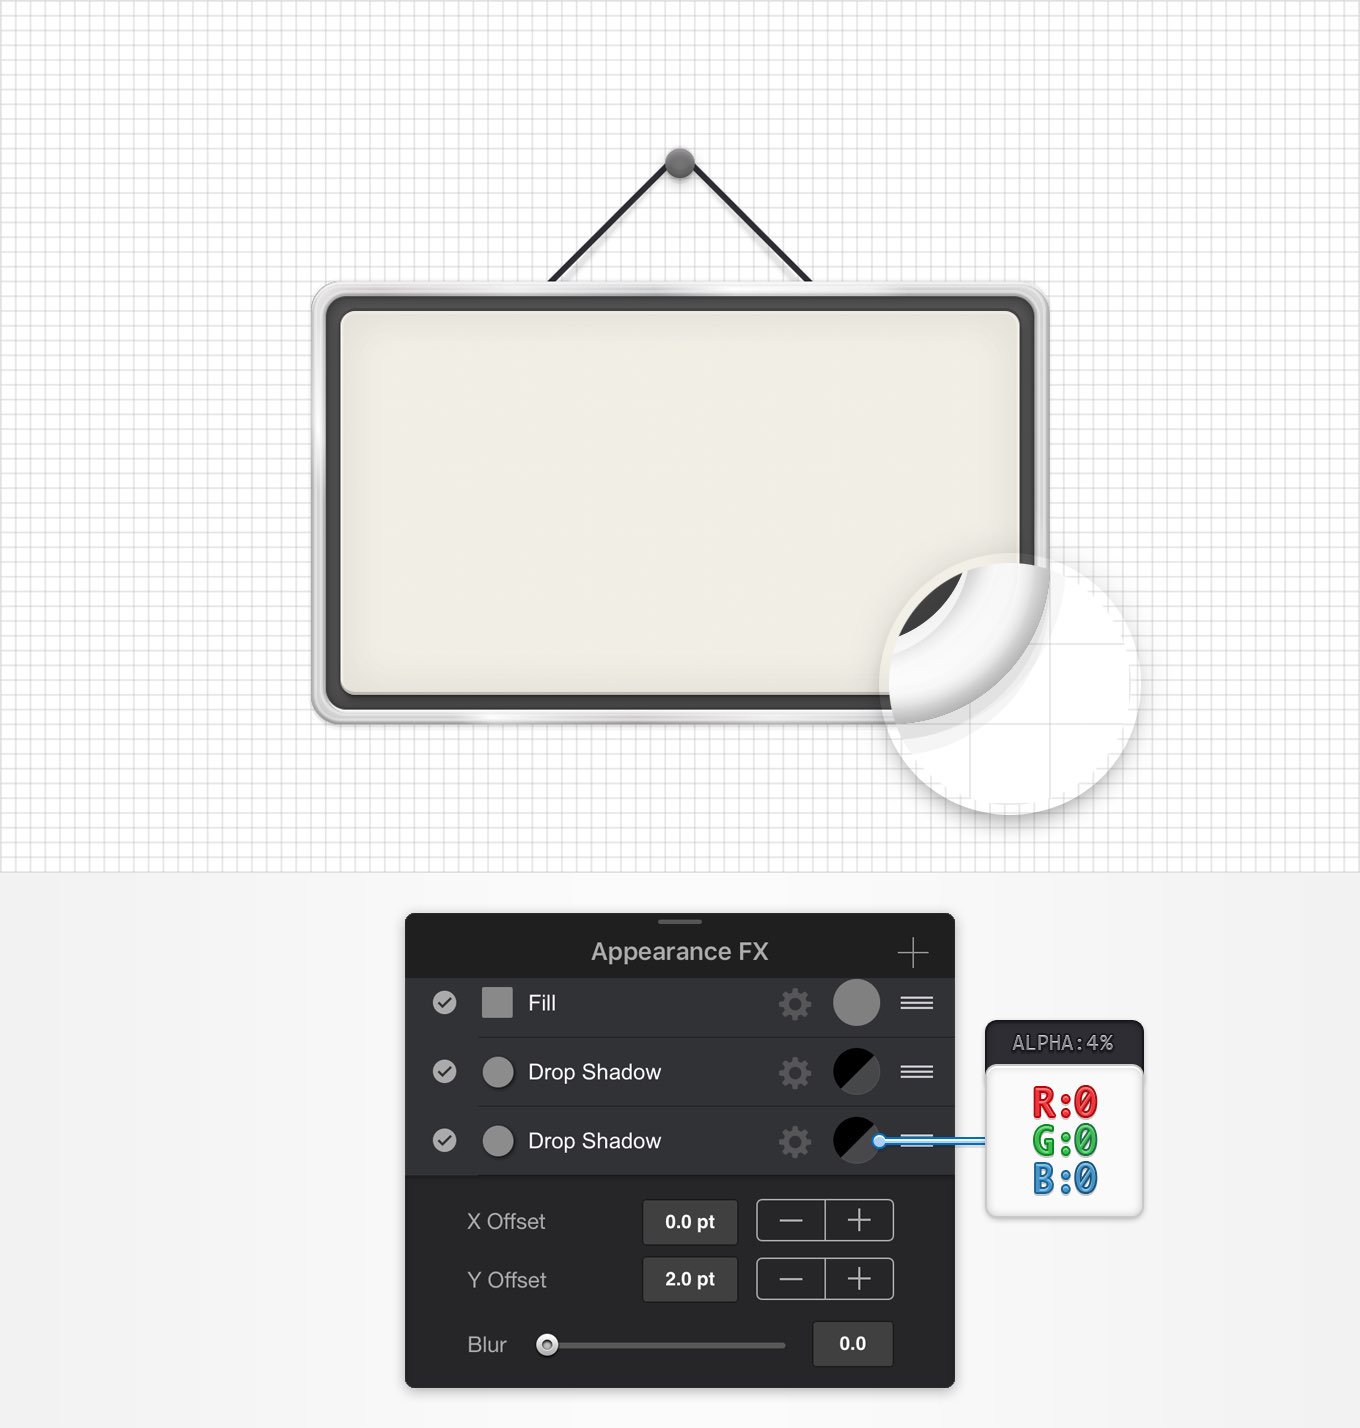 Appearance FX
Fill
Drop Shadow
Drop Shadow
ALPHA:4%
R:0
G:0
B:0
X Offset 0.0 pt
Y Offset 2.0 pt
Blur 0.0